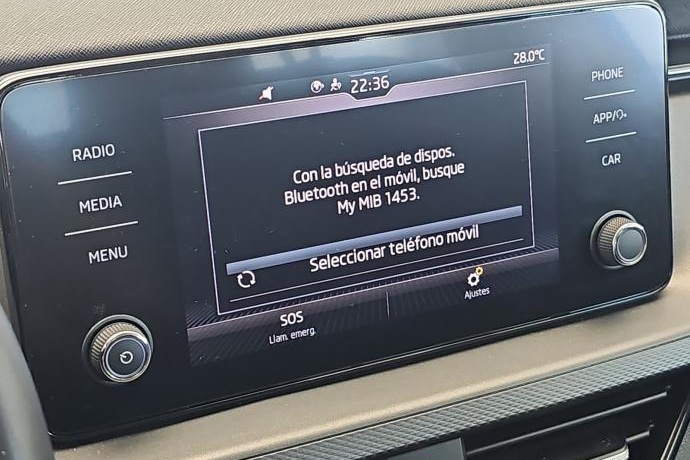 22:36
28.0°C
RADIO
MEDIA
MENU
Con la búsqueda de dispos.
Bluetooth en el móvil, busque
My MIB 1453.
Seleccionar teléfono móvil
SOS
Llam. emerg.
Ajustes
PHONE
APP/
CAR